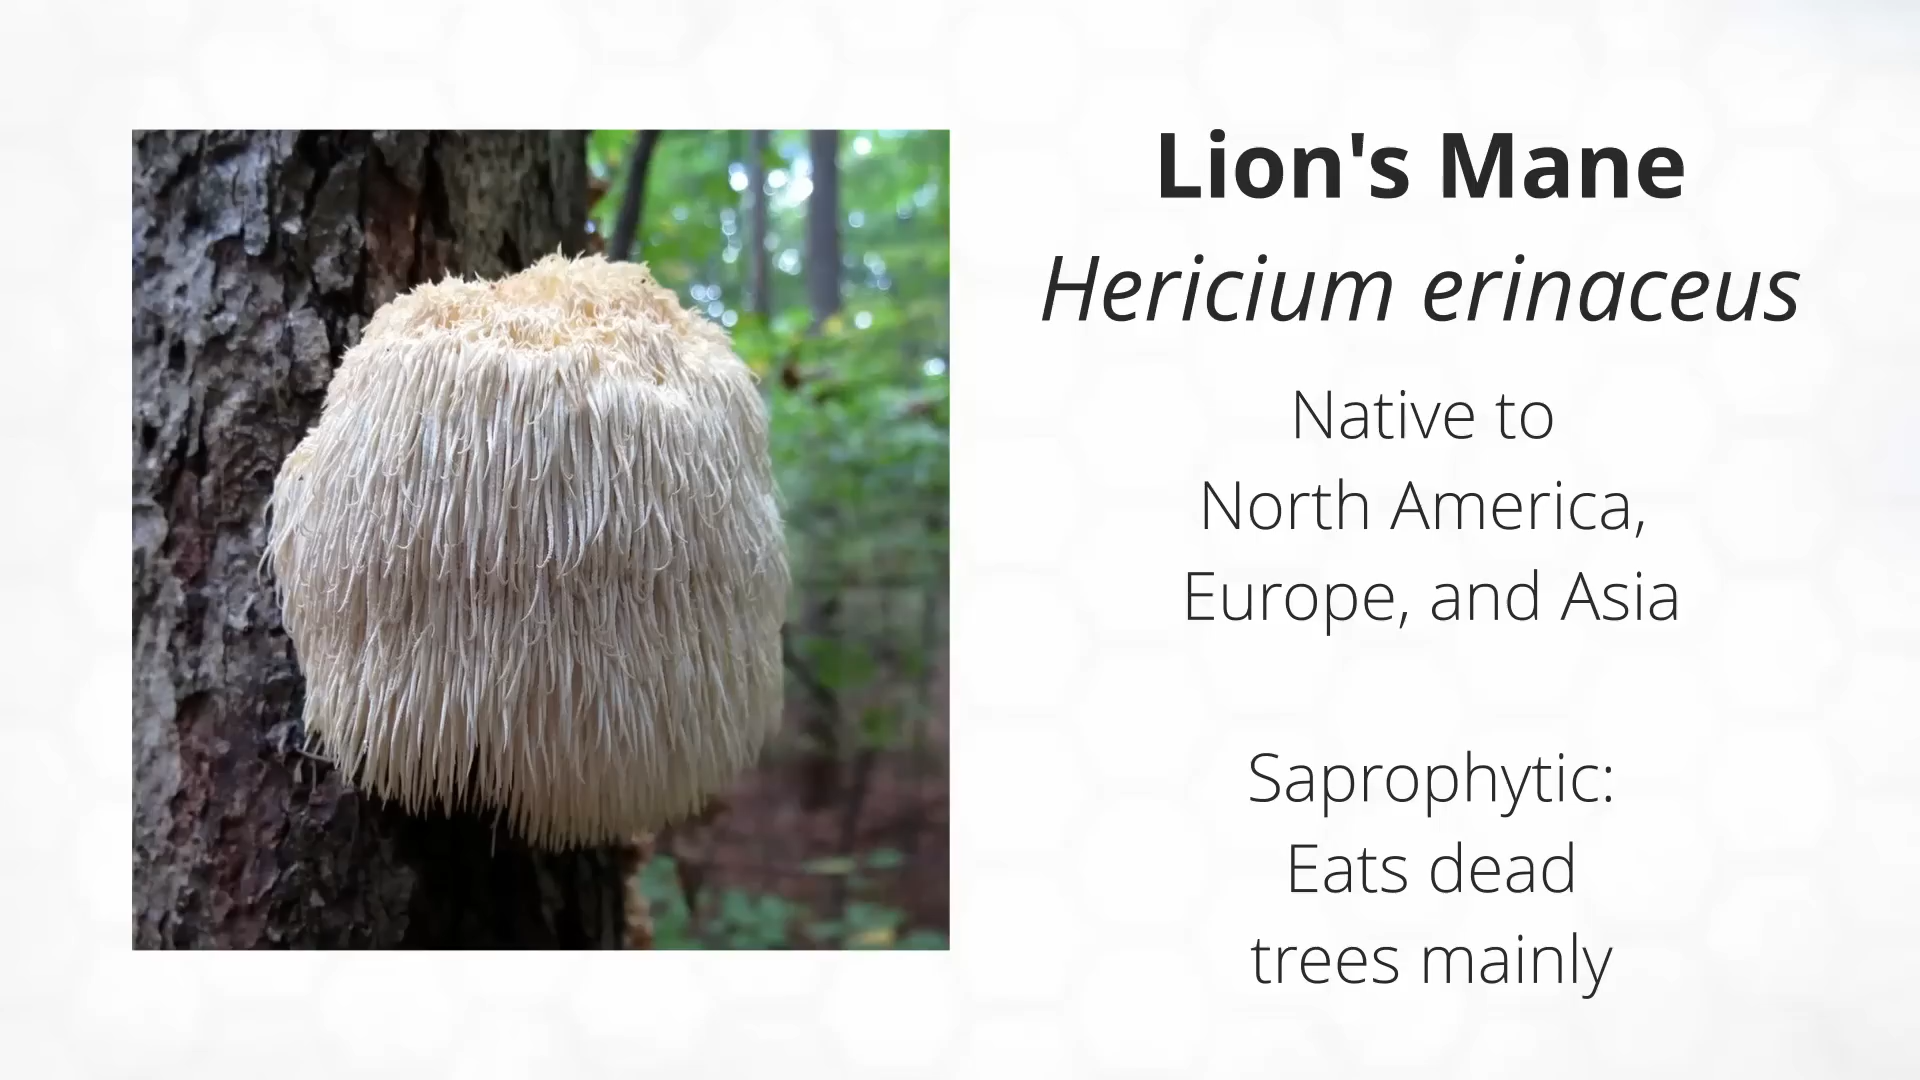 Lion's Mane
Hericium erinaceus
Native to
North America,
Europe, and Asia
Saprophytic:
Eats dead
trees mainly